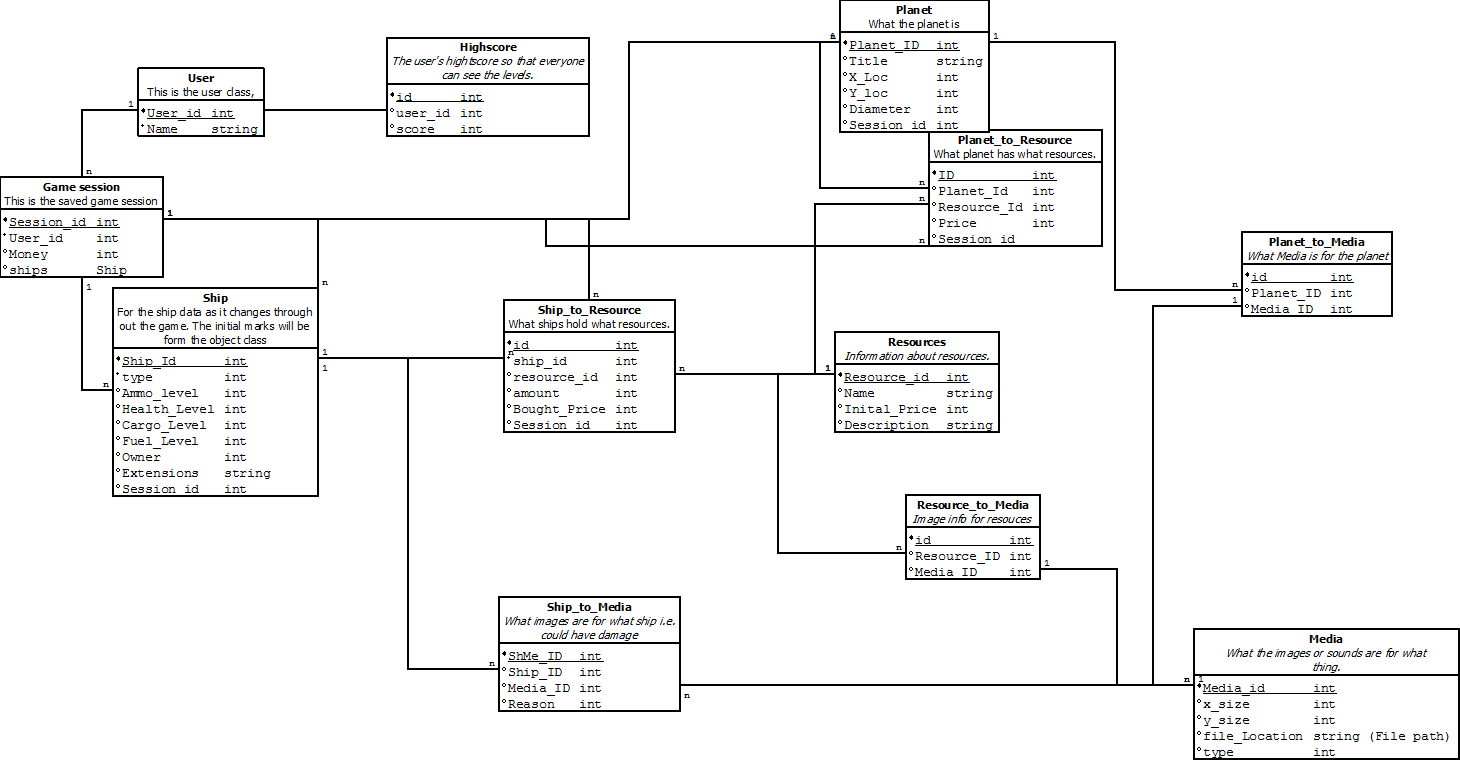 Planet
What the planet is
Planet_ID int
Title string
X_Loc int
Y_loc int
Diameter int
Session_id int
Highscore
The user's hightscore so that everyone
can see the levels.
id int
user_id int
score int
User
This is the user class,
User_id int
Name string
Planet_to_Resource
What planet has what resources.
ID int
Planet_Id int
Resource_Id int
Price int
Session_id
Game session
This is the saved game session
Session_id int
User_id int
Money int
ships Ship
Planet_to_Media
What Media is for the planet
id int
Planet_ID int
Media_ID int
Ship
For the ship data as it changes through
out the game. The initial marks will be
form the object class
Ship_Id int
type int
Ammo_level int
Health_Level int
Cargo_Level int
Fuel_Level int
Owner int
Extensions string
Session_id int
Ship_to_Resource
What ships hold what resources.
id int
ship_id int
resource_id int
amount int
Bought_Price int
Session_id int
Resources
Information about resources.
Resource_id int
Name string
Inital_Price int
Description string
Resource_to_Media
Image info for resouces
id int
Resource_ID int
Media_ID int
Ship_to_Media
What images are for what ship i.e.
could have damage
ShMe_ID int
Ship_ID int
Media_ID int
Reason int
Media
What the images or sounds are for what
thing.
Media_id int
x_size int
y_size int
file_Location string (File path)
type int
1
n
1
n
1
n
1
1
n
n
n
n
n
1
1
n
n
1
n
1
n
1
n
n
1